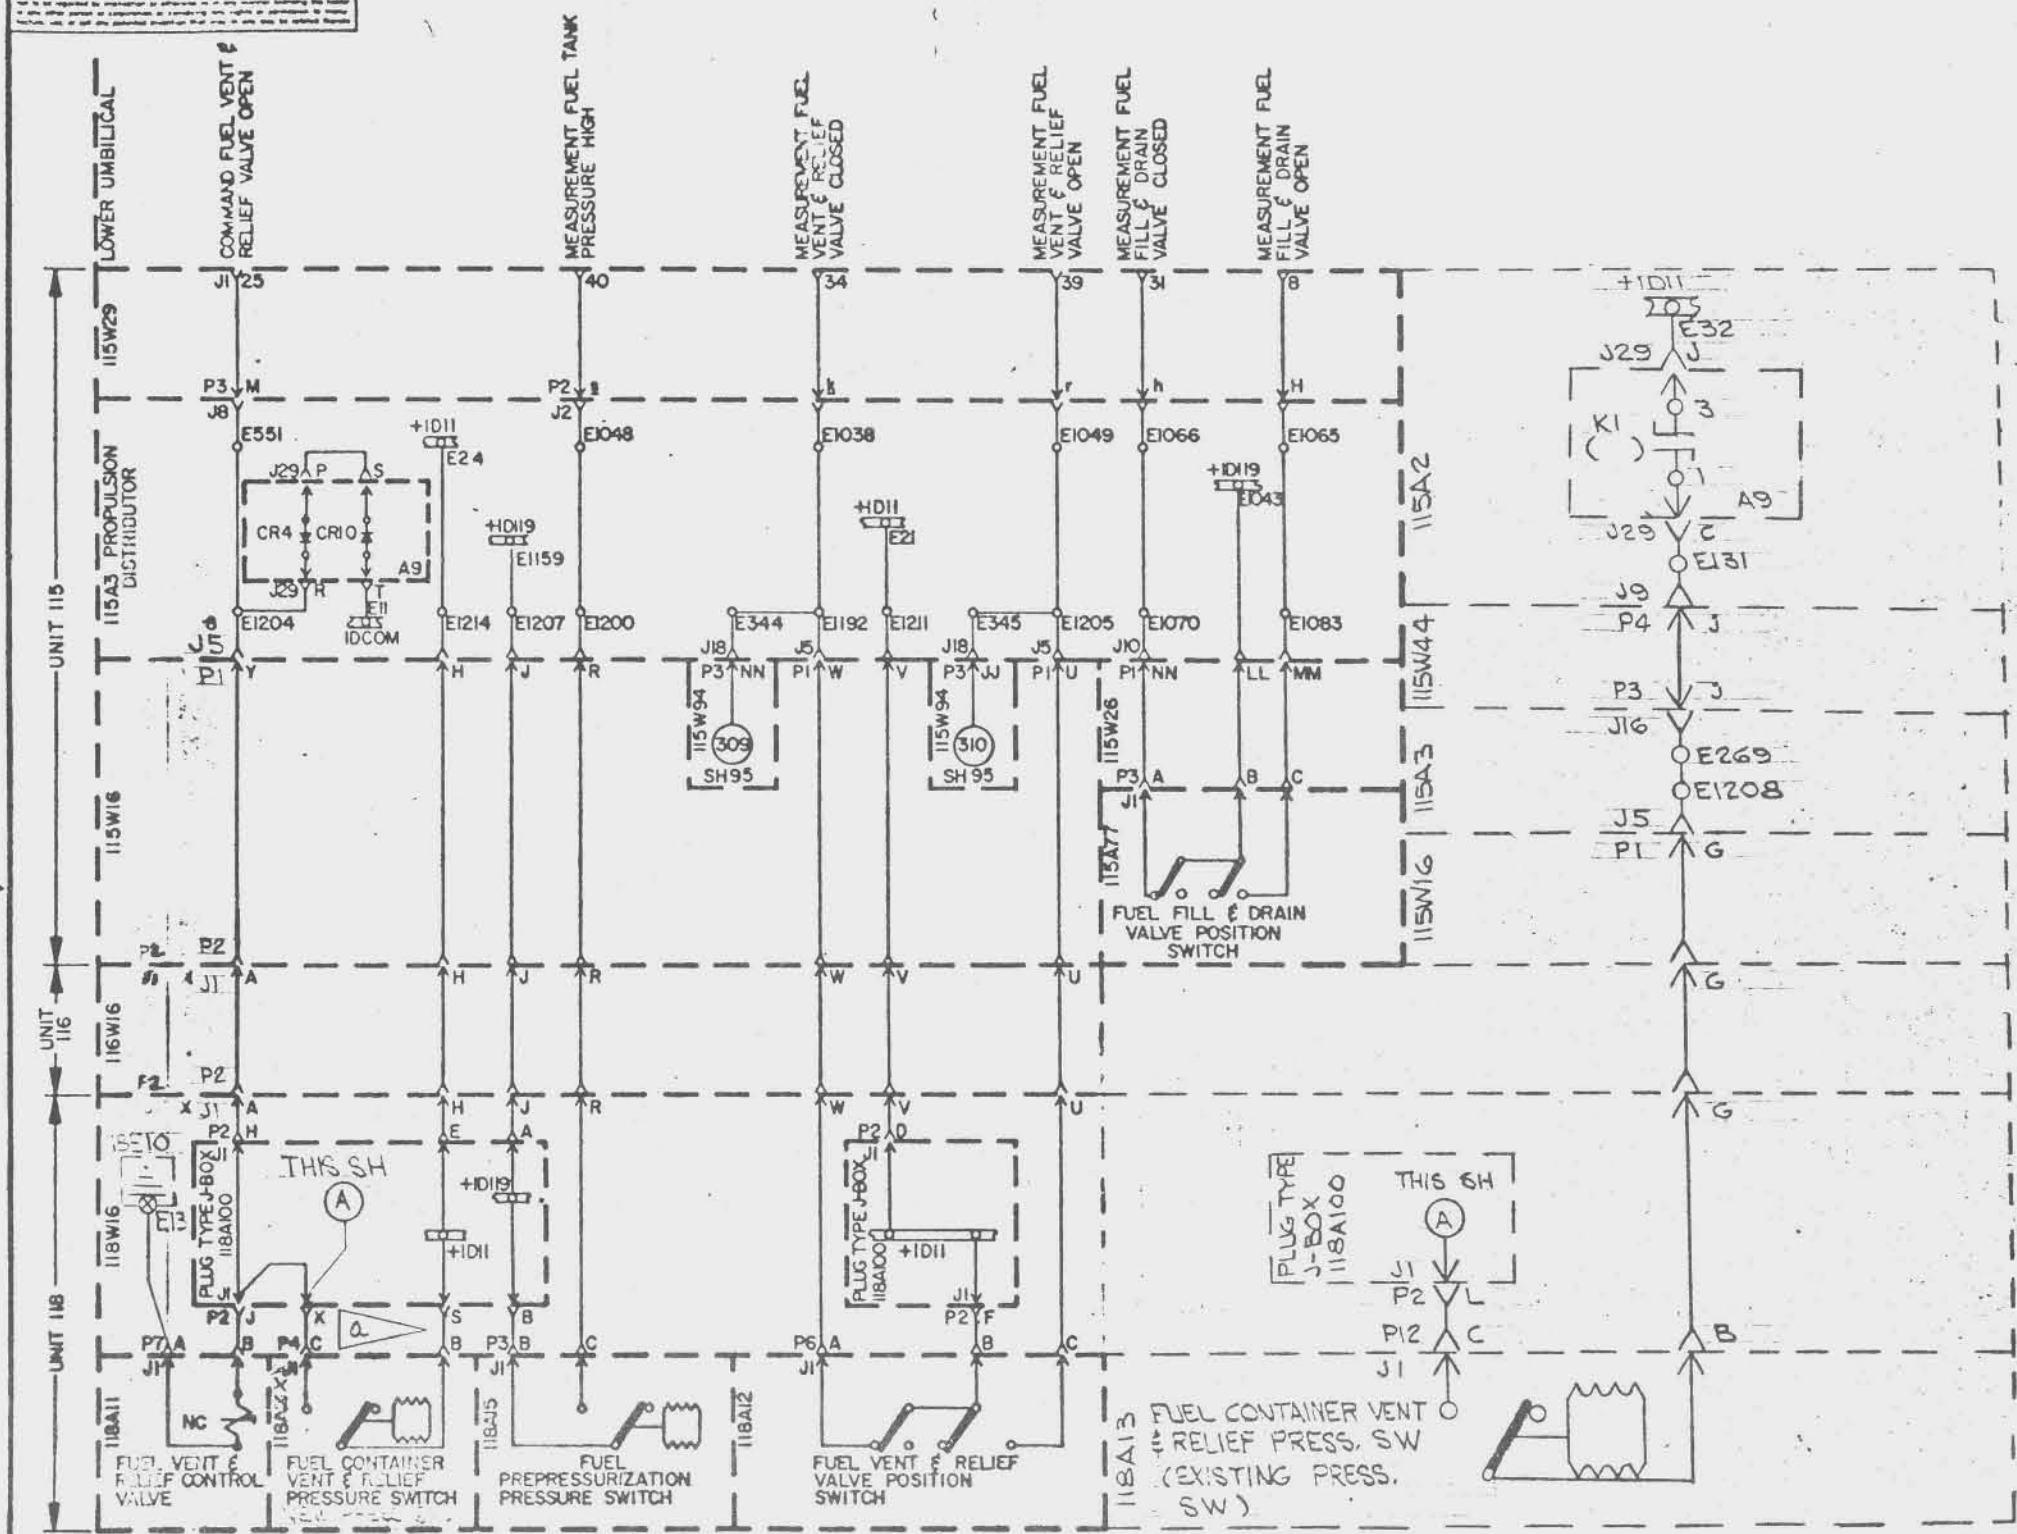 LOWER UMBILICAL
COMMAND FUEL VENT &
RELIEF VALVE OPEN
MEASUREMENT FUEL TANK
PRESSURE HIGH
MEASUREMENT FUEL
VENT & RELIEF
VALVE CLOSED
MEASUREMENT FUEL
VENT & RELIEF
VALVE OPEN
MEASUREMENT FUEL
FILL & DRAIN
VALVE CLOSED
MEASUREMENT FUEL
FILL & DRAIN
VALVE OPEN
J1 25 40 34 39 31 8
115W29
P3 M P2 k r h H
J8 J2
E551 +1D11 E1048 E1038 E1049 E1066 E1065
E24
115A3 PROPULSION
DISTRIBUTOR
J29 P S
+1D119
E1043
CR4 CR10
A9
+1D119
E1159
+1D11
E21
J29 R T
E11
1DCOM
E1204 E1214 E1207 E1200 E344 E1192 E1211 E345 E1205 E1070 E1083
J5 J18 J5 J18 J5 J10
P1 Y H J R P3 NN P1 W V P3 JJ P1 U P1 NN LL MM
115W94
309
SH95
115W94
310
SH95
115W26
P3 A B C
J1
115A77
FUEL FILL & DRAIN
VALVE POSITION
SWITCH
UNIT 115
115W16
P2 P2
J1 A H J R W V U
UNIT
116
116W16
P2 P2
X J1 A H J R W V U
P2 H E A P2 D
J1 J1
E13
PLUG TYPE J-BOX
118A100
THIS SH
A
+1D119
+1D11
PLUG TYPE J-BOX
118A100
+1D11
118W16
UNIT 118
J1 J1
P2 J X S B P2 F
a
P7 A B P4 C B P3 B C P6 A B C
J1 J1 J1 J1
118A11
NC
FUEL VENT &
RELIEF CONTROL
VALVE
FUEL CONTAINER
VENT & RELIEF
PRESSURE SWITCH
118A15
FUEL
PREPRESSURIZATION
PRESSURE SWITCH
118A12
FUEL VENT & RELIEF
VALVE POSITION
SWITCH
+1D11
E32
J29 J
3
K1
( )
1
A9
J29 C
E131
J9
115A2
P4 J
115W44
P3 J
J16
E269
E1208
115A3
J5
P1 G
115W16
G
G
PLUG TYPE
J-BOX
118A100
THIS SH
A
J1
P2 L
P12 C
J1
B
118A13
FUEL CONTAINER VENT
& RELIEF PRESS. SW
(EXISTING PRESS.
SW)